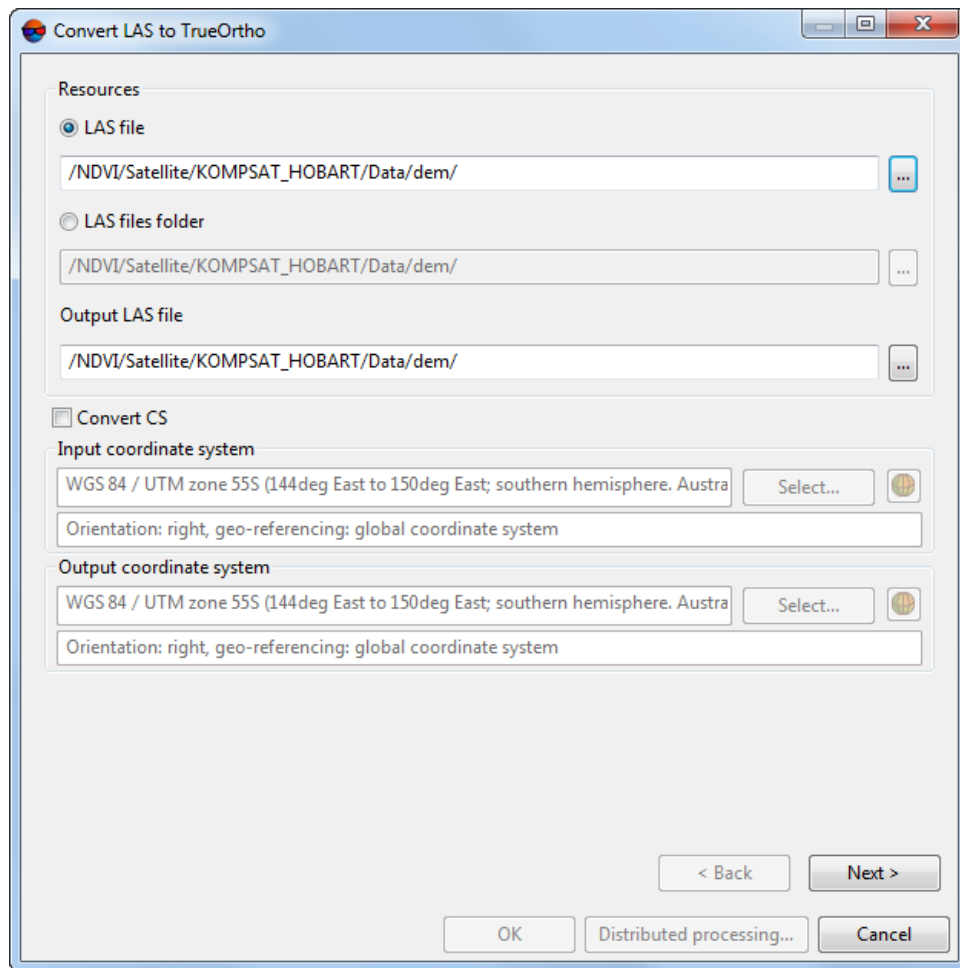 Convert LAS to TrueOrtho
Resources
LAS file
/NDVI/Satellite/KOMPSAT_HOBART/Data/dem/
...
LAS files folder
/NDVI/Satellite/KOMPSAT_HOBART/Data/dem/
...
Output LAS file
/NDVI/Satellite/KOMPSAT_HOBART/Data/dem/
...
Convert CS
Input coordinate system
WGS 84 / UTM zone 55S (144deg East to 150deg East; southern hemisphere. Austra
Select...
Orientation: right, geo-referencing: global coordinate system
Output coordinate system
WGS 84 / UTM zone 55S (144deg East to 150deg East; southern hemisphere. Austra
Select...
Orientation: right, geo-referencing: global coordinate system
< Back
Next >
OK
Distributed processing...
Cancel